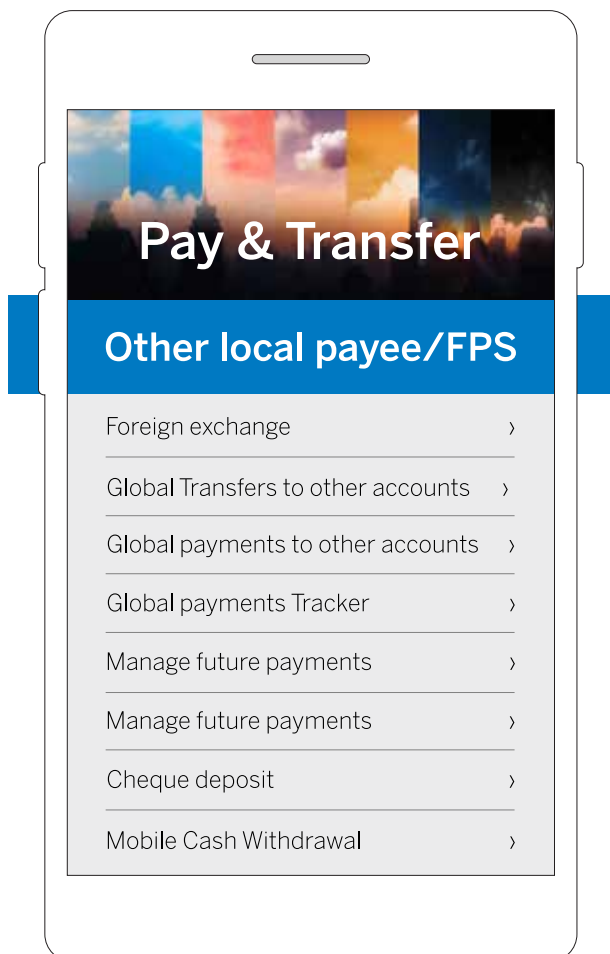 Pay & Transfer
Other local payee/FPS
Foreign exchange
Global Transfers to other accounts
Global payments to other accounts
Global payments Tracker
Manage future payments
Manage future payments
Cheque deposit
Mobile Cash Withdrawal